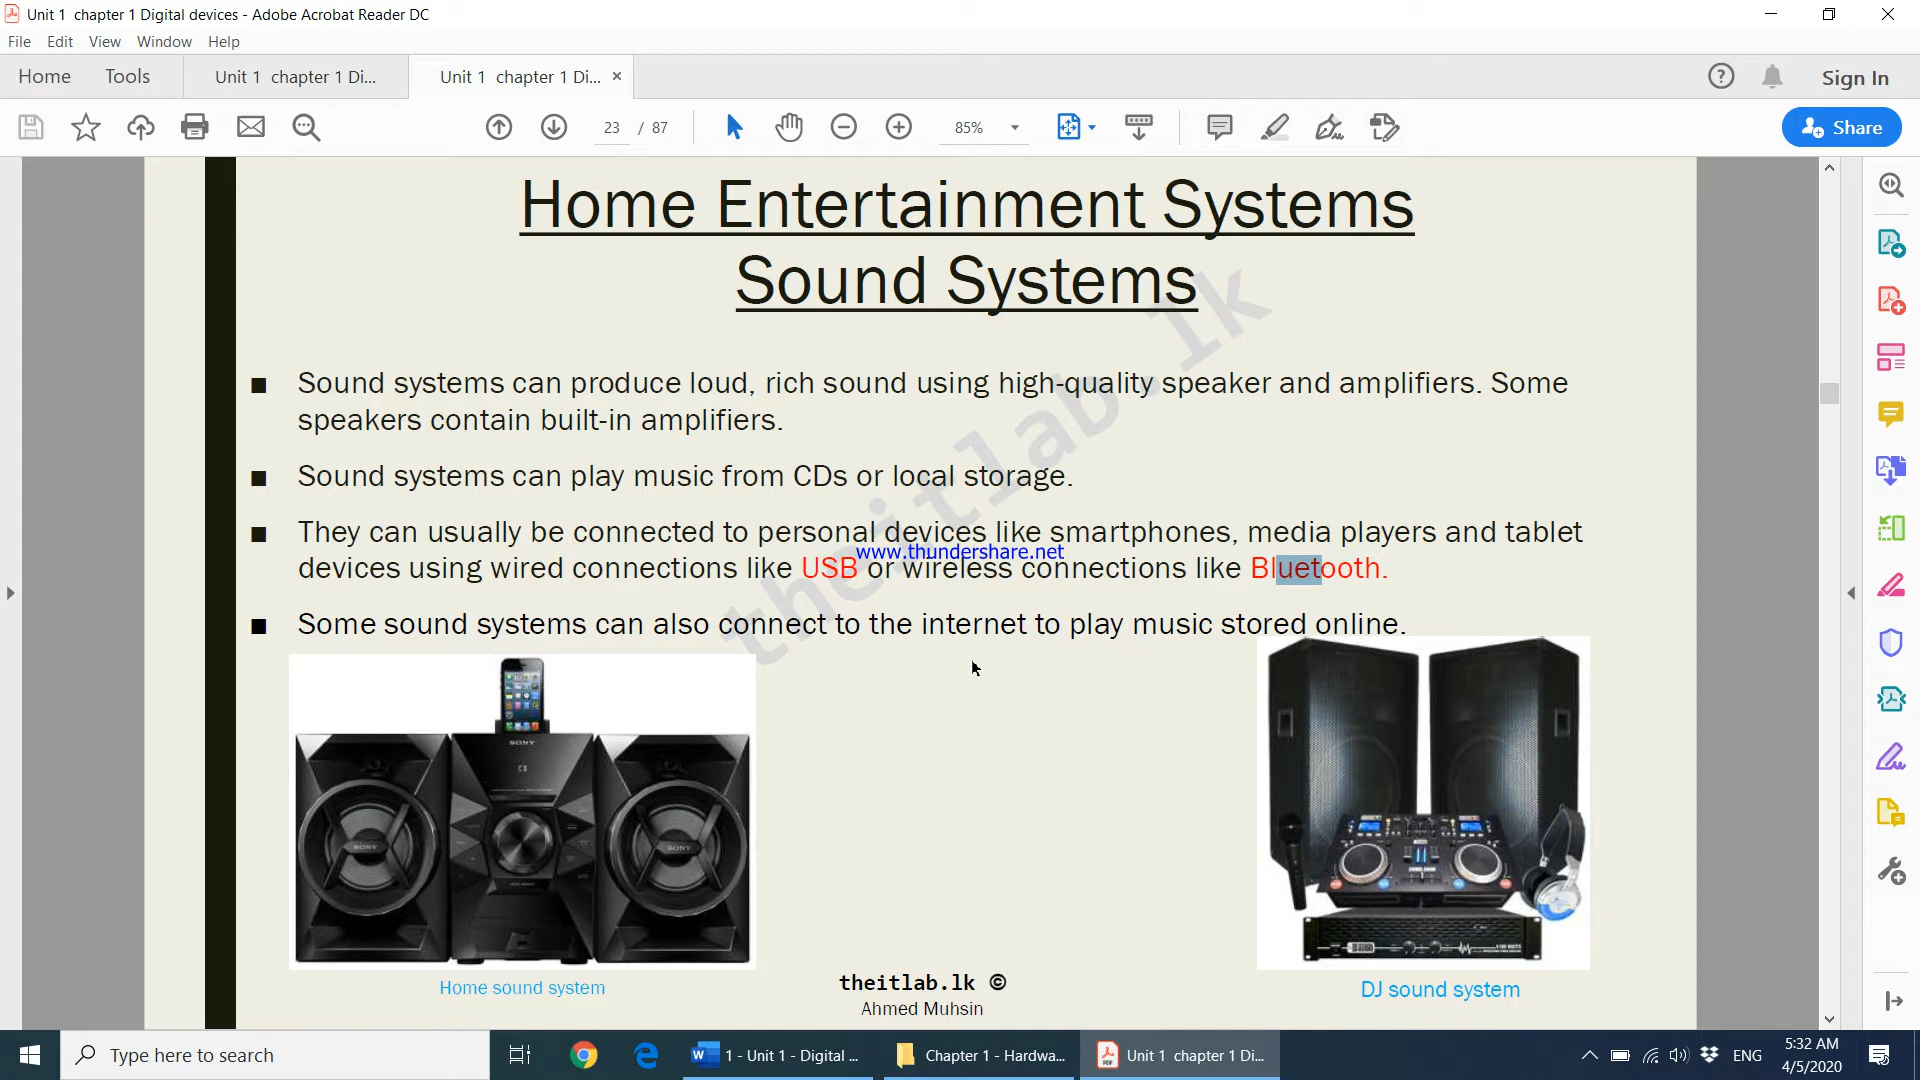 Unit 1  chapter 1 Digital devices - Adobe Acrobat Reader DC
File Edit View Window Help
Home Tools Unit 1  chapter 1 Di... Unit 1  chapter 1 Di... × Sign In
23 / 87 85% Share
Home Entertainment Systems
Sound Systems
■ Sound systems can produce loud, rich sound using high-quality speaker and amplifiers. Some
speakers contain built-in amplifiers.
■ Sound systems can play music from CDs or local storage.
■ They can usually be connected to personal devices like smartphones, media players and tablet
www.thundershare.net
devices using wired connections like USB or wireless connections like Bluetooth.
■ Some sound systems can also connect to the internet to play music stored online.
theitlab.lk
SONY
SONY
SONY
Home sound system
theitlab.lk ©
Ahmed Muhsin
DJ sound system
Type here to search
1 - Unit 1 - Digital ...
Chapter 1 - Hardwa...
Unit 1  chapter 1 Di...
ENG
5:32 AM
4/5/2020